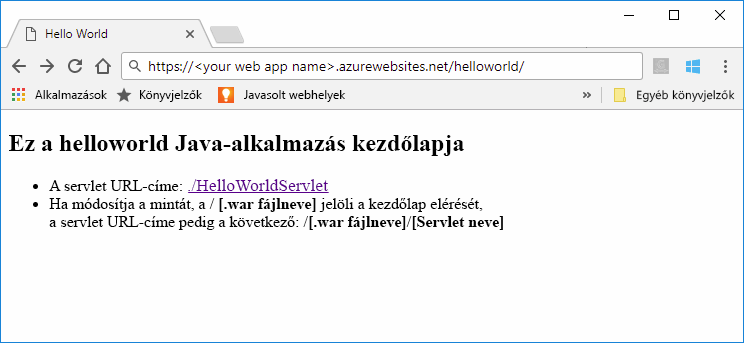 Hello World
https://<your web app name>.azurewebsites.net/helloworld/
Alkalmazások Könyvjelzők Javasolt webhelyek » Egyéb könyvjelzők
Ez a helloworld Java-alkalmazás kezdőlapja
• A servlet URL-címe: ./HelloWorldServlet
• Ha módosítja a mintát, a / [.war fájlneve] jelöli a kezdőlap elérését,
a servlet URL-címe pedig a következő: /[.war fájlneve]/[Servlet neve]